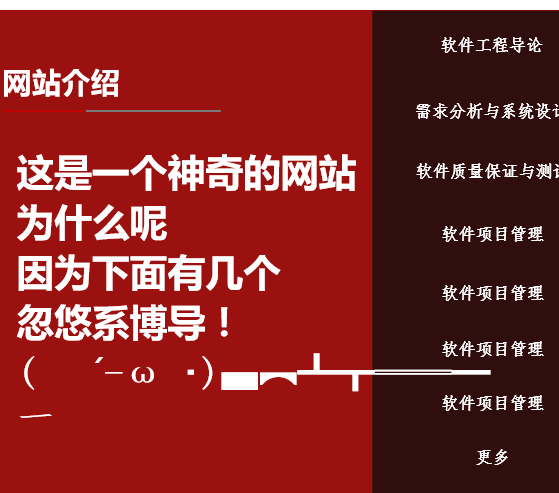 网站介绍
这是一个神奇的网站
为什么呢
因为下面有几个
忽悠系博导！
( ´-ω ･)▄︻┻┳══━
一
软件工程导论
需求分析与系统设计
软件质量保证与测试
软件项目管理
软件项目管理
软件项目管理
软件项目管理
更多